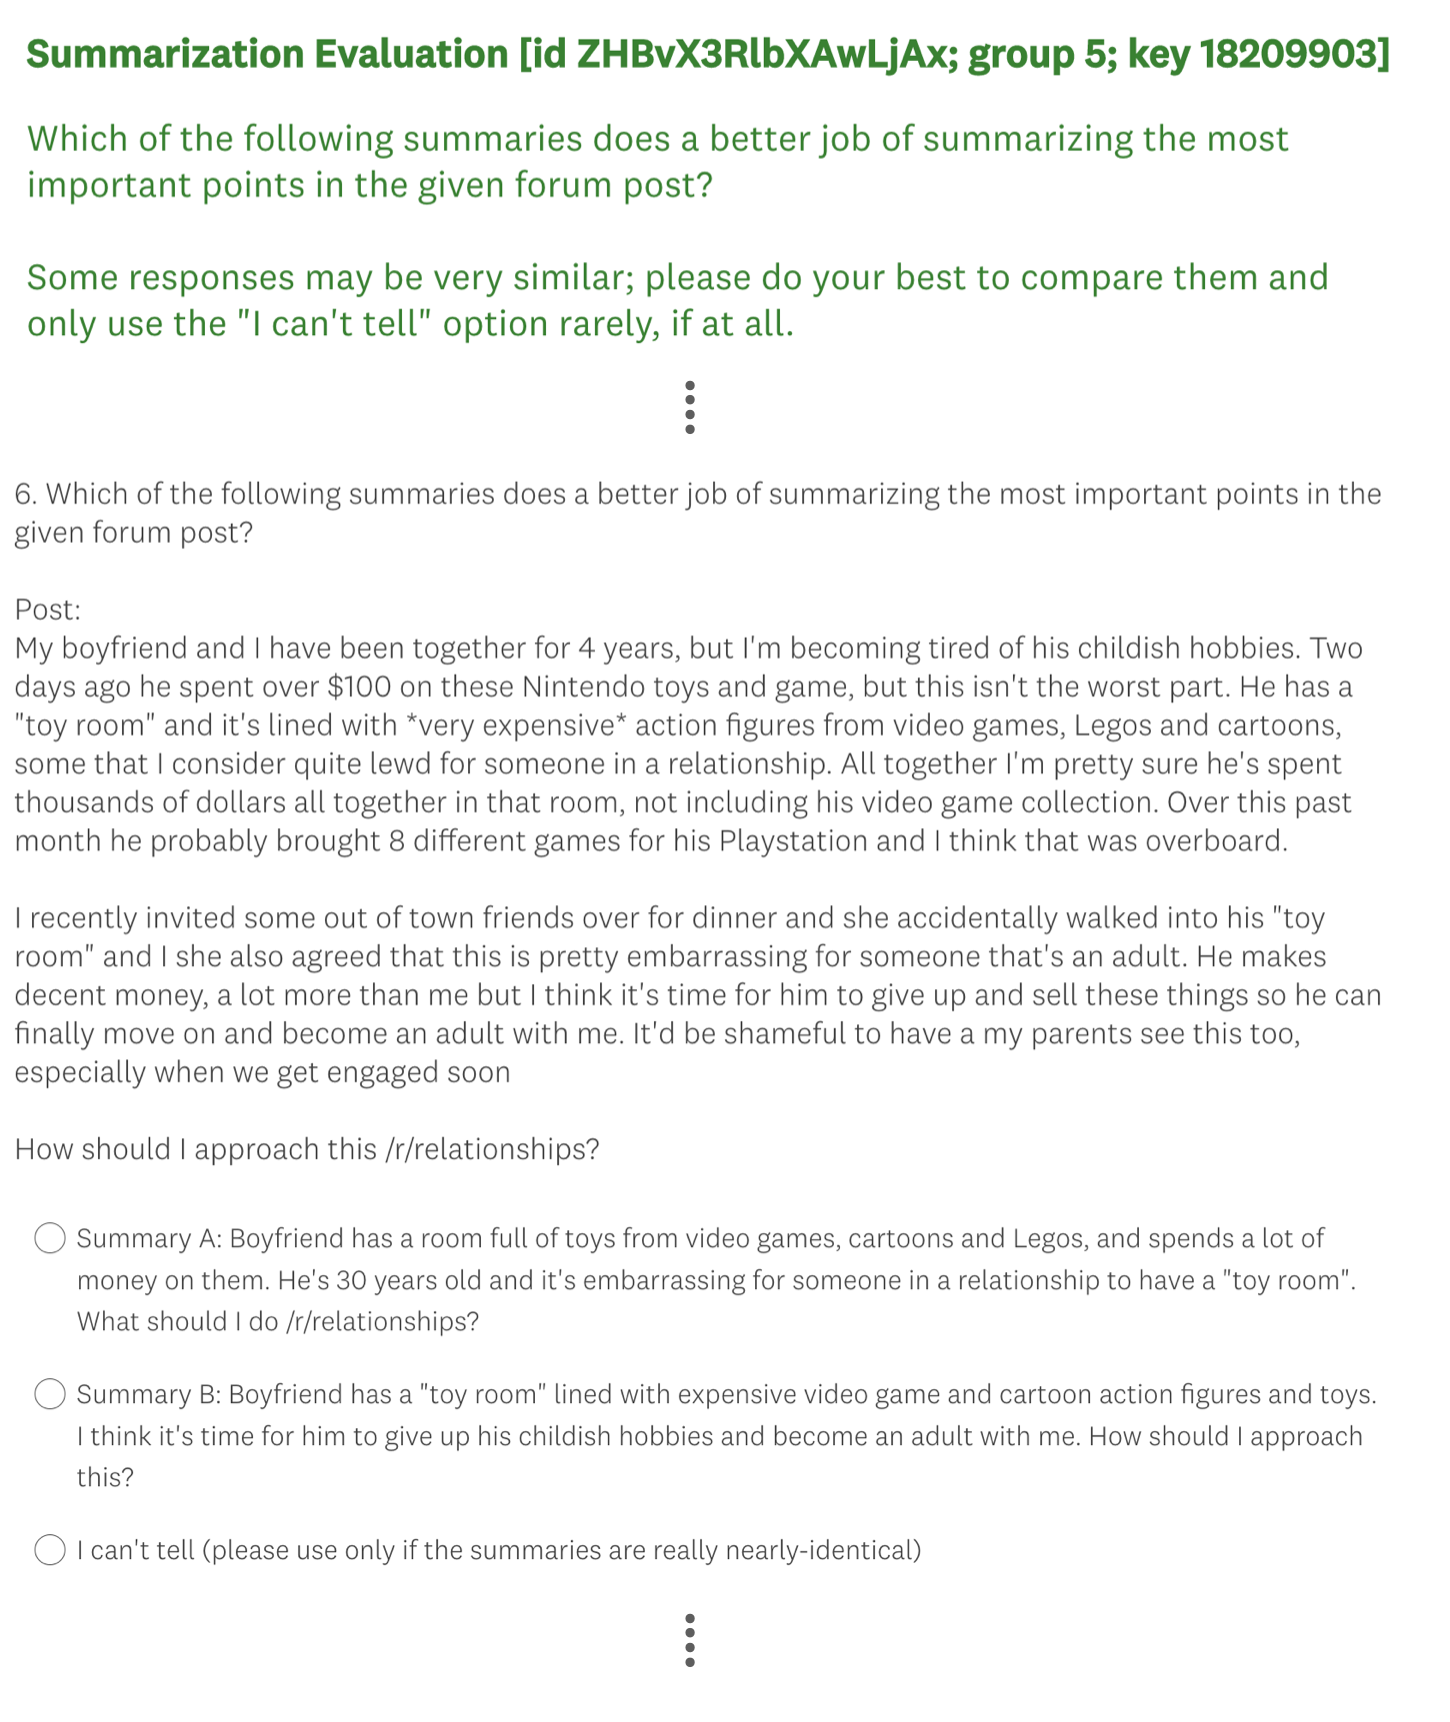 Summarization Evaluation [id ZHBvX3RlbXAwLjAx; group 5; key 18209903]
Which of the following summaries does a better job of summarizing the most
important points in the given forum post?
Some responses may be very similar; please do your best to compare them and
only use the "I can't tell" option rarely, if at all.
6. Which of the following summaries does a better job of summarizing the most important points in the
given forum post?
Post:
My boyfriend and I have been together for 4 years, but I'm becoming tired of his childish hobbies. Two
days ago he spent over $100 on these Nintendo toys and game, but this isn't the worst part. He has a
"toy room" and it's lined with *very expensive* action figures from video games, Legos and cartoons,
some that I consider quite lewd for someone in a relationship. All together I'm pretty sure he's spent
thousands of dollars all together in that room, not including his video game collection. Over this past
month he probably brought 8 different games for his Playstation and I think that was overboard.
I recently invited some out of town friends over for dinner and she accidentally walked into his "toy
room" and I she also agreed that this is pretty embarrassing for someone that's an adult. He makes
decent money, a lot more than me but I think it's time for him to give up and sell these things so he can
finally move on and become an adult with me. It'd be shameful to have a my parents see this too,
especially when we get engaged soon
How should I approach this /r/relationships?
Summary A: Boyfriend has a room full of toys from video games, cartoons and Legos, and spends a lot of
money on them. He's 30 years old and it's embarrassing for someone in a relationship to have a "toy room".
What should I do /r/relationships?
Summary B: Boyfriend has a "toy room" lined with expensive video game and cartoon action figures and toys.
I think it's time for him to give up his childish hobbies and become an adult with me. How should I approach
this?
I can't tell (please use only if the summaries are really nearly-identical)